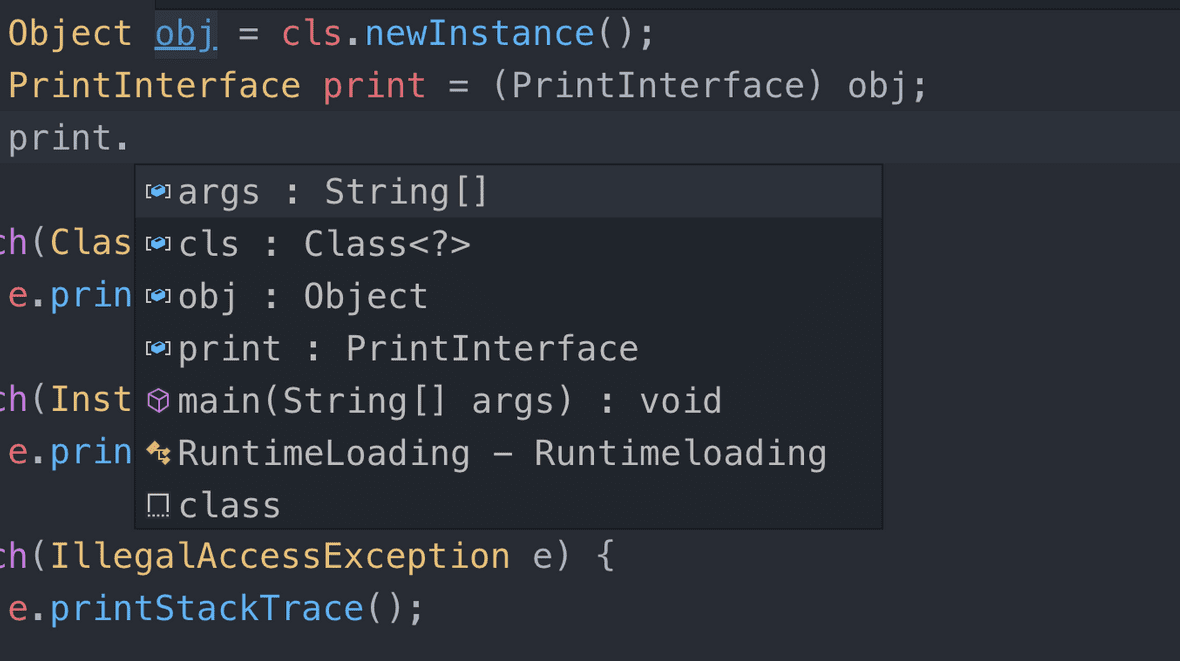 Object obj = cls.newInstance();
PrintInterface print = (PrintInterface) obj;
print.
args : String[]
ch(Clas
cls : Class<?>
e.prin
obj : Object
print : PrintInterface
ch(Inst
main(String[] args) : void
e.prin
RuntimeLoading – Runtimeloading
class
ch(IllegalAccessException e) {
e.printStackTrace();